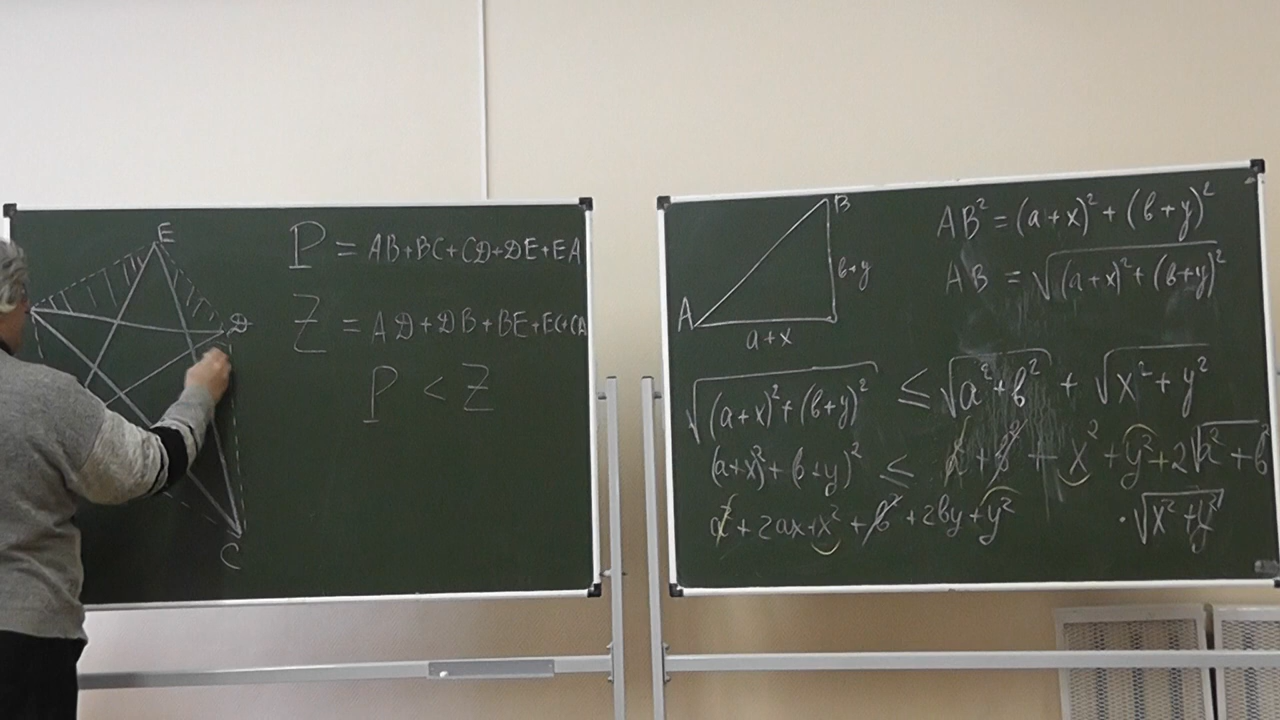 E
D
C
P = AB+BC+CD+DE+EA
Z = AD+DB+BE+EC+CA
P < Z
B
A
b+y
a+x
AB² = (a+x)² + (b+y)²
AB = √(a+x)² + (b+y)²
√(a+x)² + (b+y)² ≤ √a² + b² + √x² + y²
(a+x)² + (b+y)² ≤ a² + b² + x² + y² + 2√a² + b²
a² + 2ax + x² + b² + 2by + y² · √x² + y²